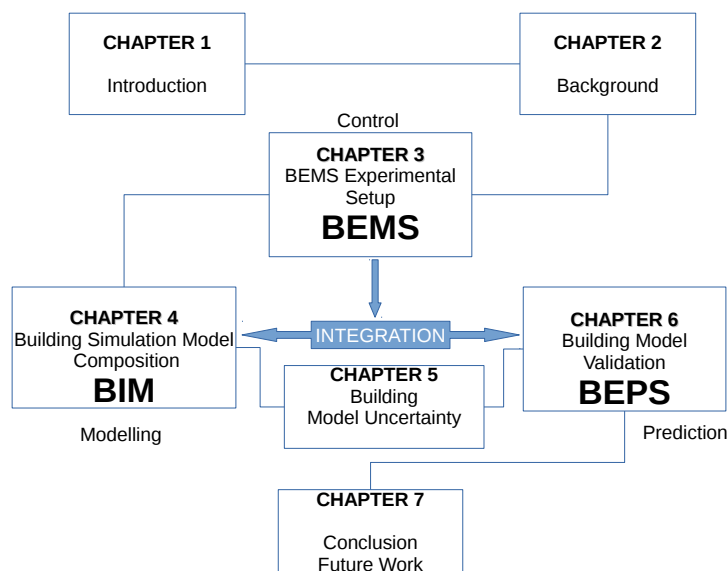 CHAPTER 1
Introduction
CHAPTER 2
Background
Control
CHAPTER 3
BEMS Experimental
Setup
BEMS
CHAPTER 4
Building Simulation Model
Composition
BIM
Modelling
INTEGRATION
CHAPTER 5
Building
Model Uncertainty
CHAPTER 6
Building Model
Validation
BEPS
Prediction
CHAPTER 7
Conclusion
Future Work